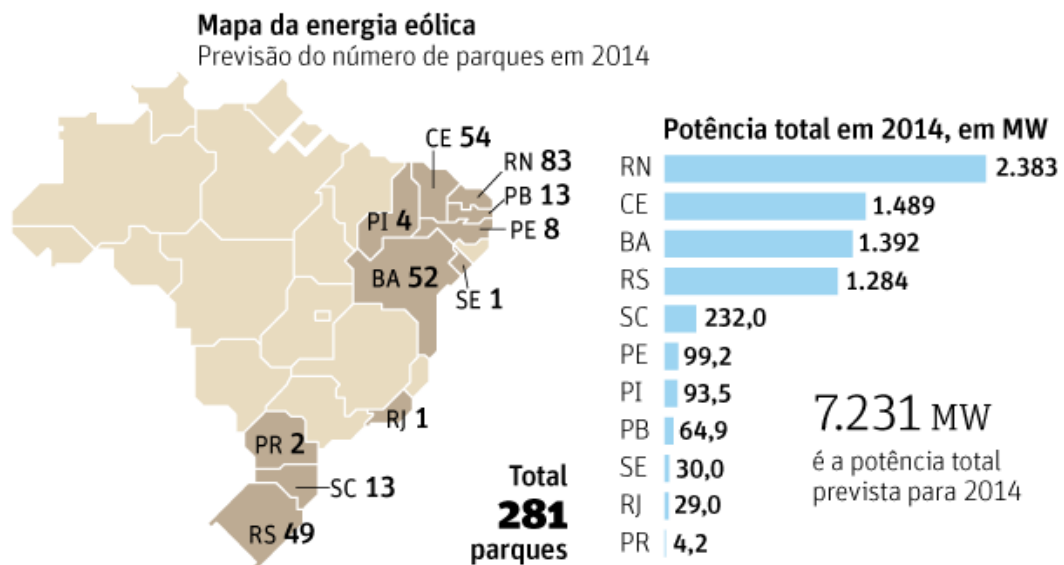 Mapa da energia eólica
Previsão do número de parques em 2014
CE 54
RN 83
PB 13
PI 4
PE 8
BA 52
SE 1
RJ 1
PR 2
SC 13
RS 49
Total
281
parques
Potência total em 2014, em MW
RN 2.383
CE 1.489
BA 1.392
RS 1.284
SC 232,0
PE 99,2
PI 93,5
PB 64,9
SE 30,0
RJ 29,0
PR 4,2
7.231 MW
é a potência total
prevista para 2014